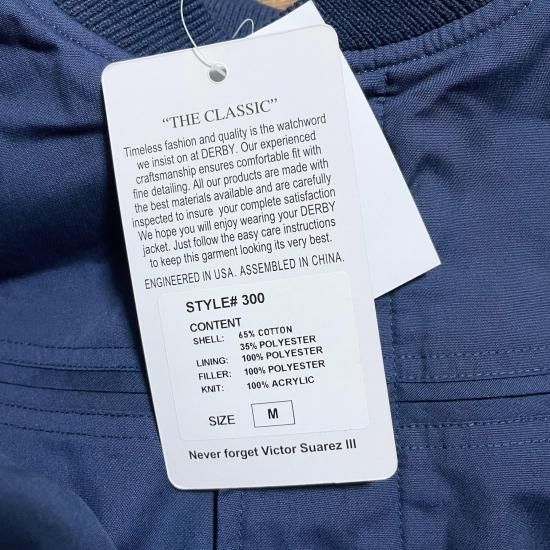 “THE CLASSIC”
Timeless fashion and quality is the watchword
we insist on at DERBY. Our experienced
craftsmanship ensures comfortable fit with
fine detailing. All our products are made with
the best materials available and are carefully
inspected to insure your complete satisfaction
We hope you will enjoy wearing your DERBY
jacket. Just follow the easy care instructions
to keep this garment looking its very best.
ENGINEERED IN USA. ASSEMBLED IN CHINA.
STYLE# 300
CONTENT
SHELL: 65% COTTON
35% POLYESTER
LINING: 100% POLYESTER
FILLER: 100% POLYESTER
KNIT: 100% ACRYLIC
SIZE M
Never forget Victor Suarez III